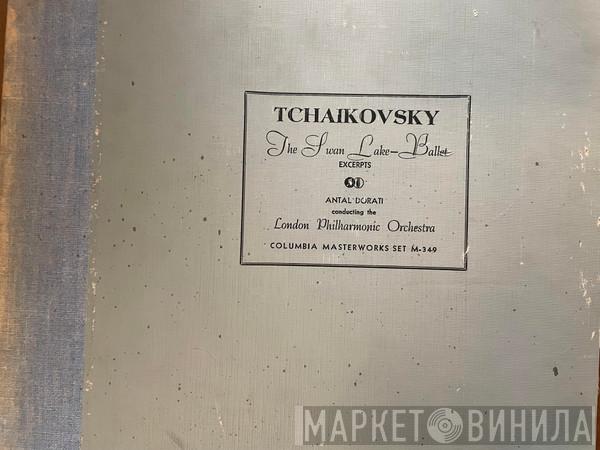 TCHAIKOVSKY
The Swan Lake—Ballet
EXCERPTS
ANTAL DORATI
conducting the
London Philharmonic Orchestra
COLUMBIA MASTERWORKS SET M-349
МАРКЕТ ВИНИЛА